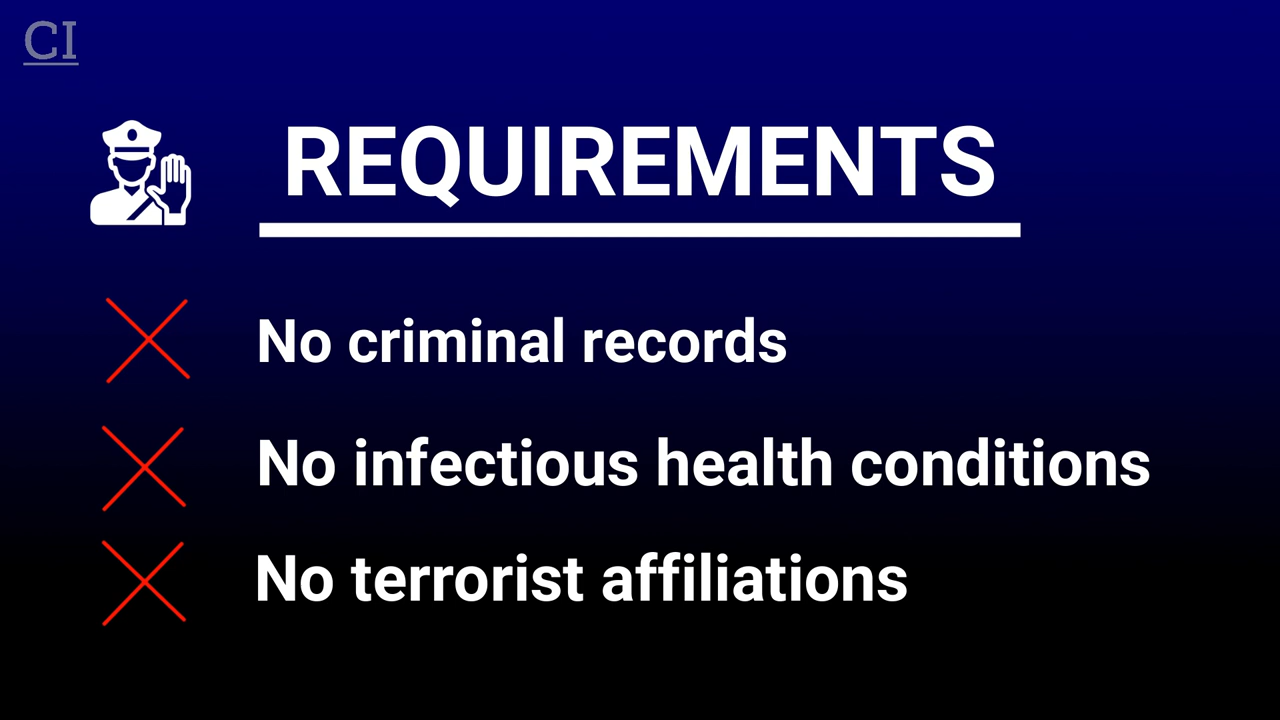 CI
REQUIREMENTS
No criminal records
No infectious health conditions
No terrorist affiliations